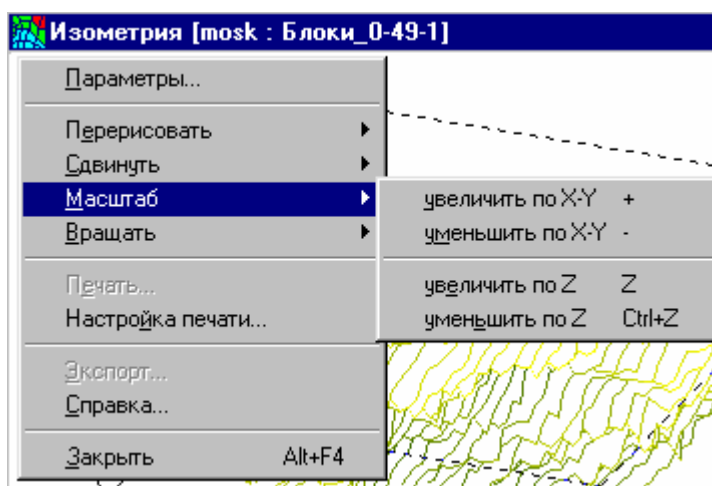 Изометрия [mosk : Блоки_0-49-1]
Параметры...
Перерисовать
Сдвинуть
Масштаб
увеличить по X-Y +
уменьшить по X-Y -
Вращать
увеличить по Z Z
уменьшить по Z Ctrl+Z
Печать...
Настройка печати...
Экспорт...
Справка...
Закрыть Alt+F4